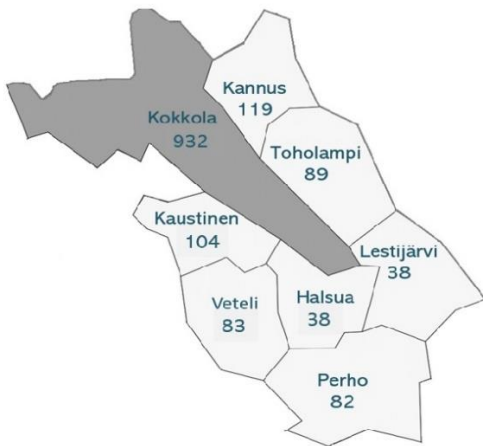 Kannus
119
Kokkola
932
Toholampi
89
Kaustinen
104
Lestijärvi
38
Veteli
83
Halsua
38
Perho
82